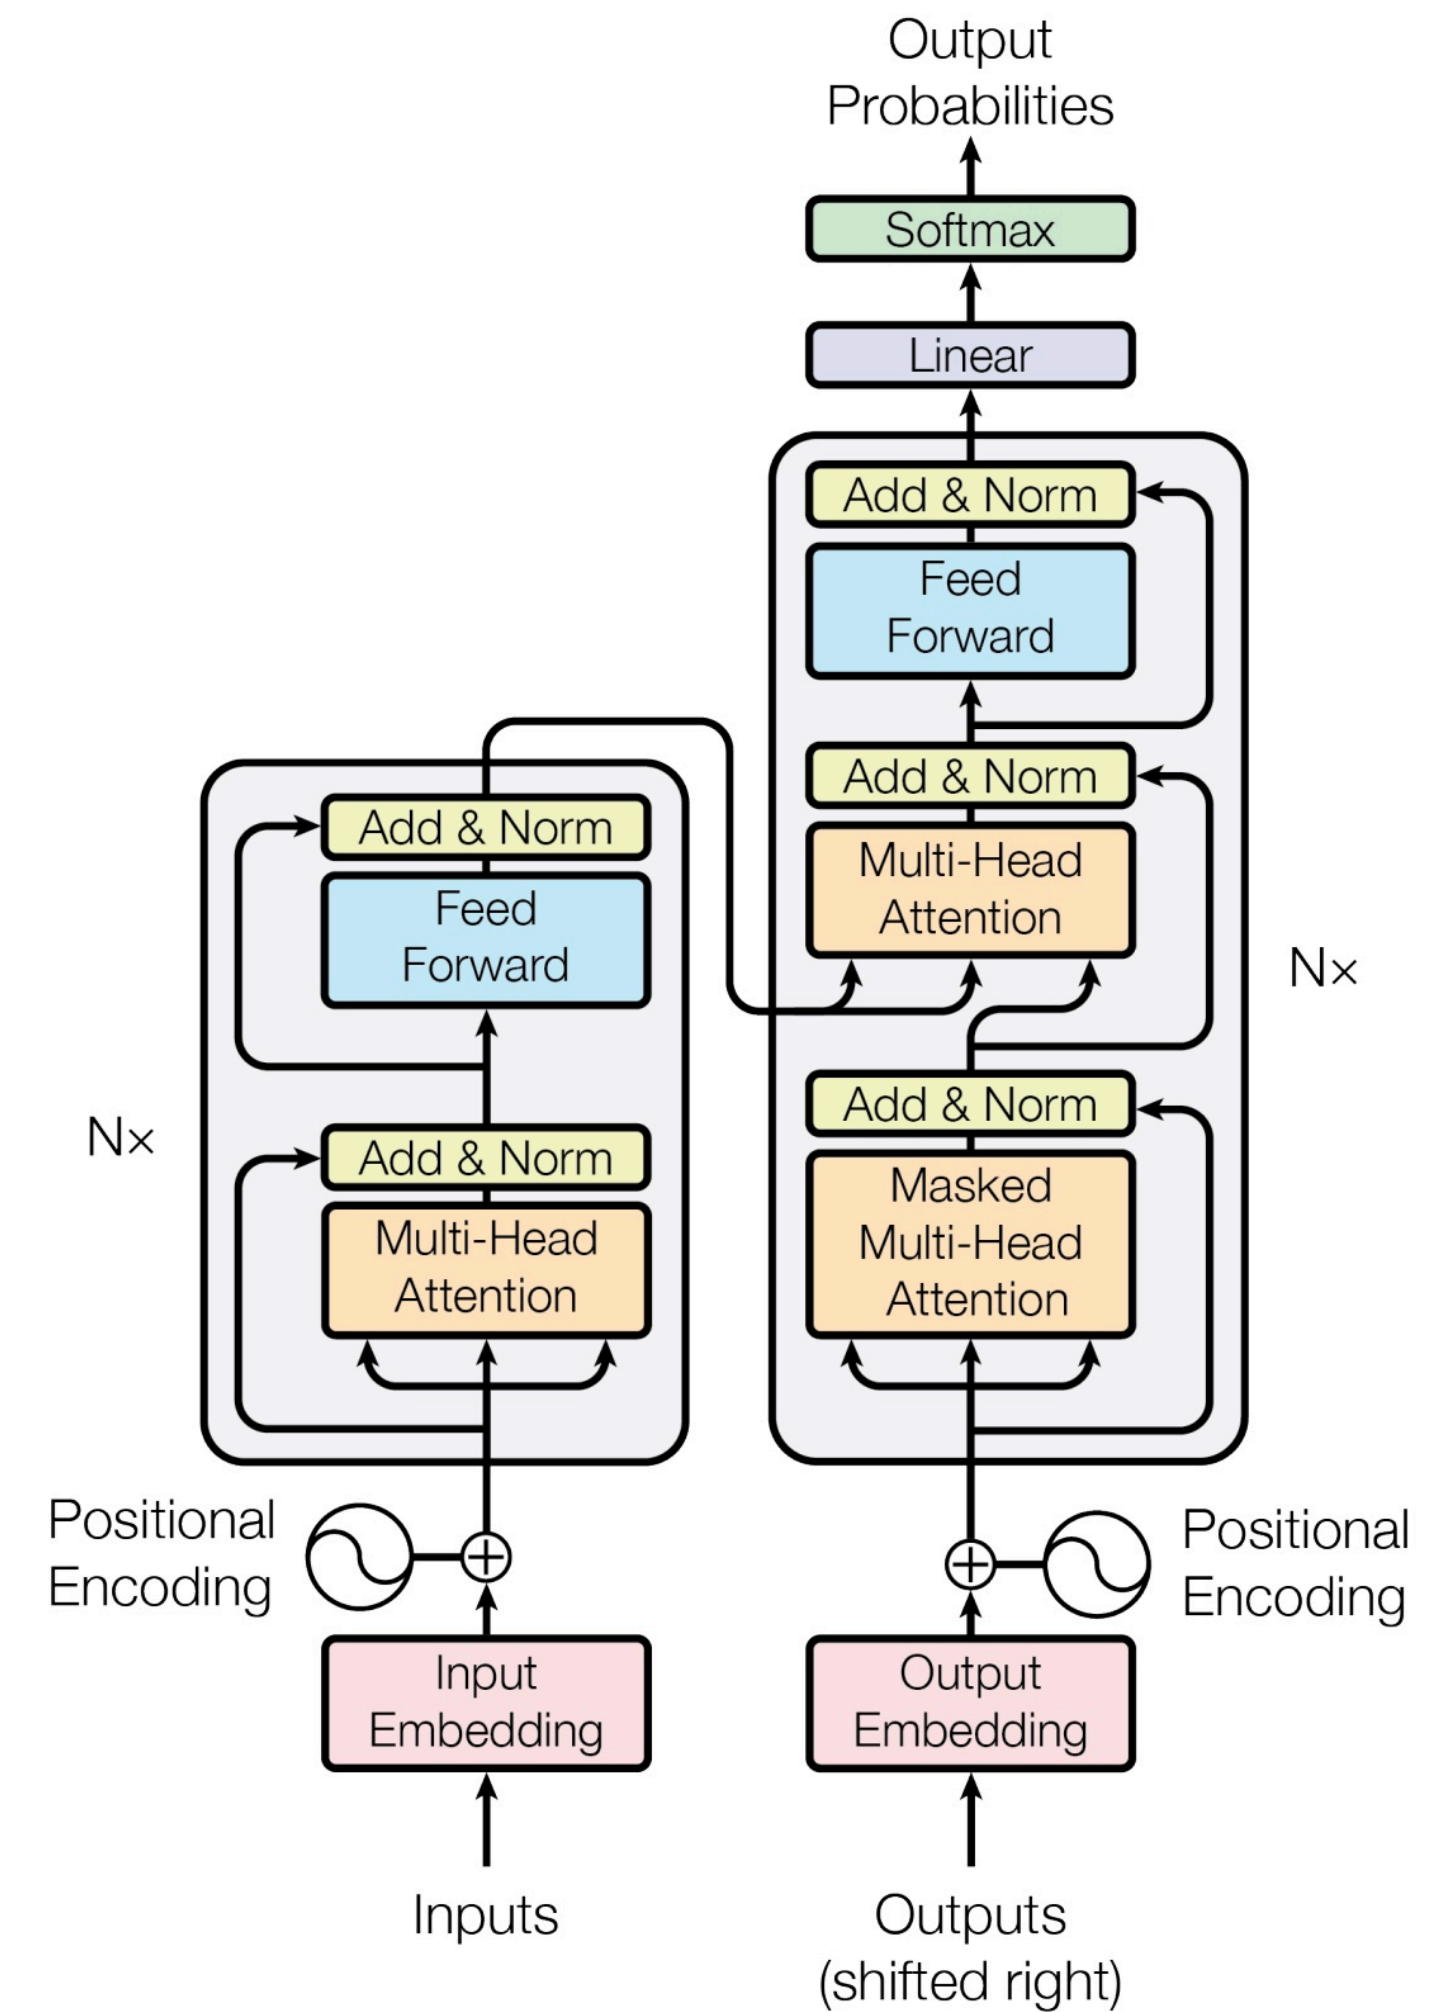 Output
Probabilities
Softmax
Linear
Add & Norm
Feed
Forward
Add & Norm
Multi-Head
Attention
Add & Norm
Masked
Multi-Head
Attention
Nx
Add & Norm
Feed
Forward
Add & Norm
Multi-Head
Attention
Nx
Positional
Encoding
Positional
Encoding
Input
Embedding
Output
Embedding
Inputs
Outputs
(shifted right)